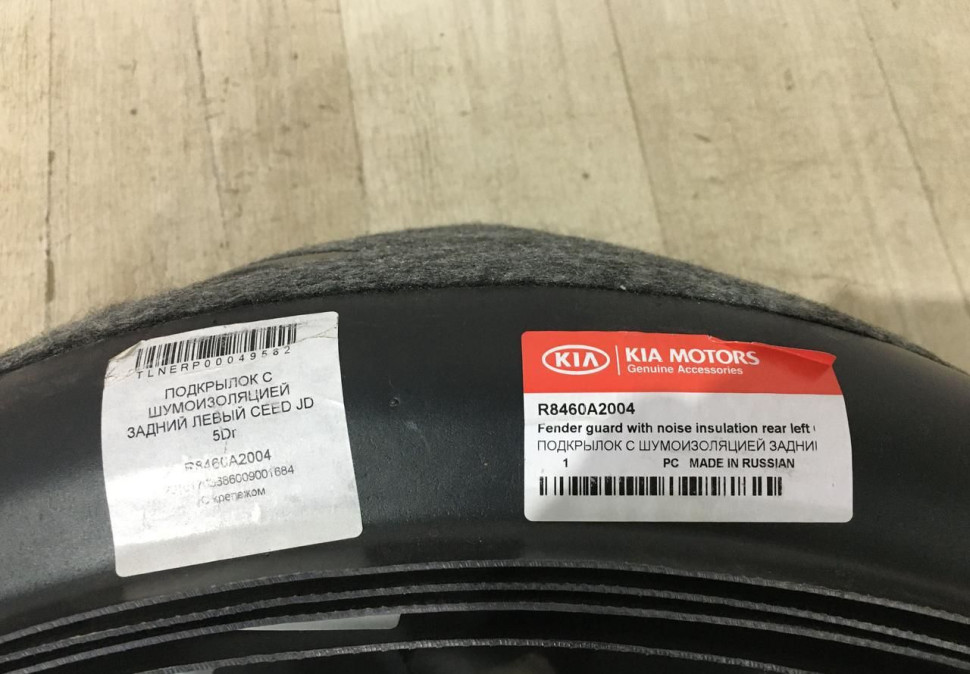 TLNERP00049582
ПОДКРЫЛОК С
ШУМОИЗОЛЯЦИЕЙ
ЗАДНИЙ ЛЕВЫЙ CEED JD
5Dr
R8460A2004
крепежом
KIA
KIA MOTORS
Genuine Accessories
R8460A2004
Fender guard with noise insulation rear left
ПОДКРЫЛОК С ШУМОИЗОЛЯЦИЕЙ ЗАДНИ
1 PC MADE IN RUSSIAN